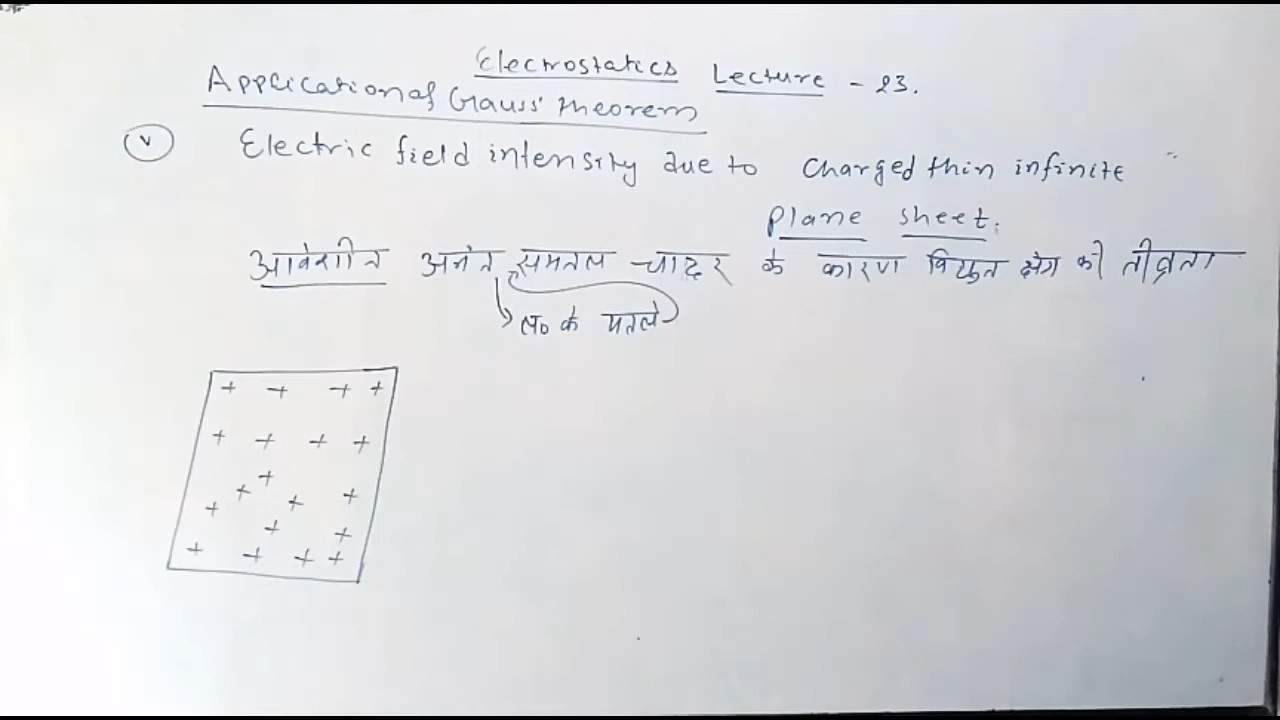 Electrostatics Lecture - 23.
Application of Gauss' theorem
(v) Electric field intensity due to charged thin infinite
plane sheet.
आवेशीत अनंत समतल चादर के कारण विद्युत क्षेत्र की तीव्रता
के पतले
+ + + +
+ + + +
+
+ + +
+
+ +
+ + + +